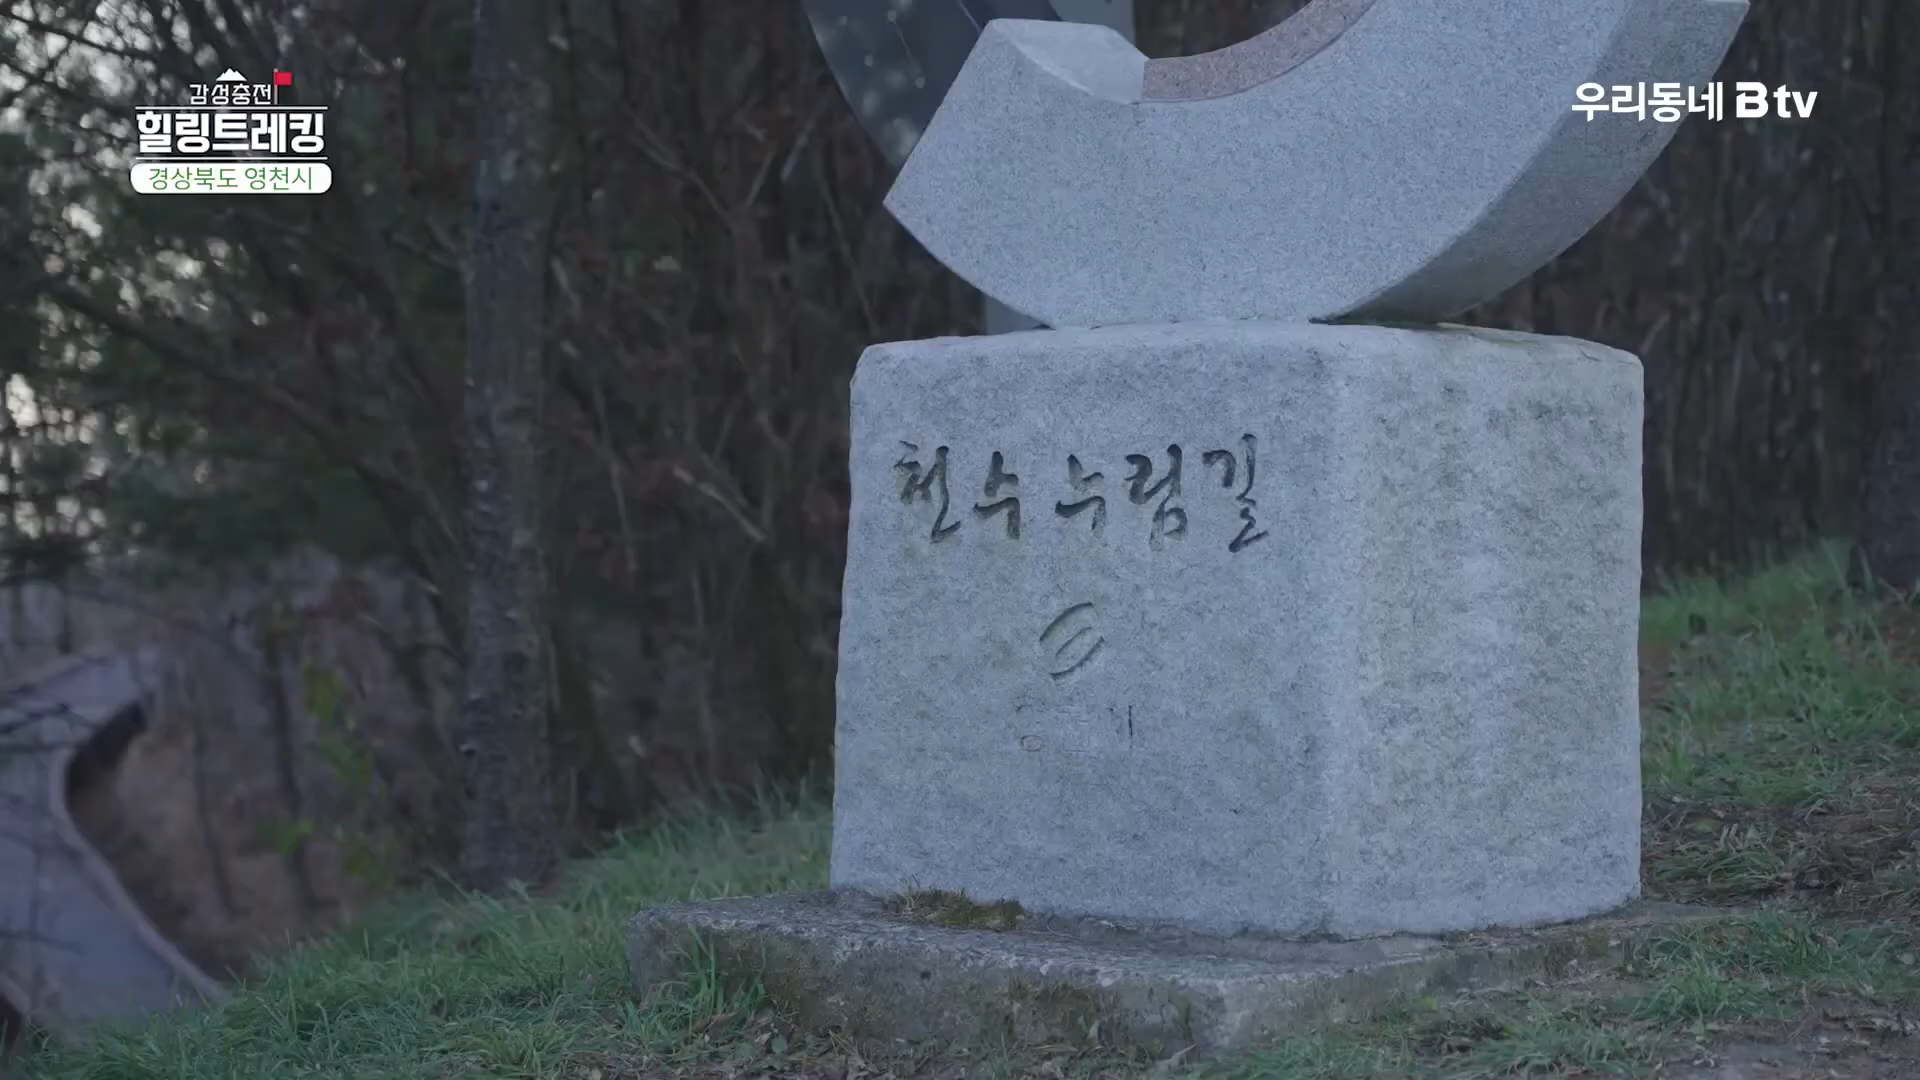 감성충전
힐링트레킹
경상북도 영천시
우리동네 B tv
천수누림길